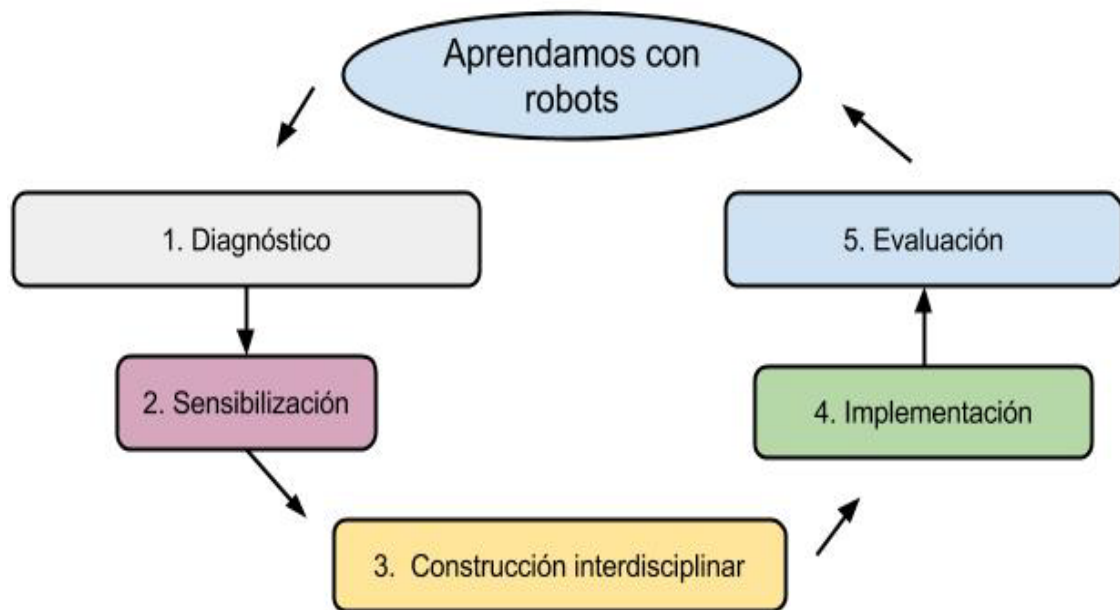 Aprendamos con
robots
1. Diagnóstico
2. Sensibilización
3. Construcción interdisciplinar
4. Implementación
5. Evaluación